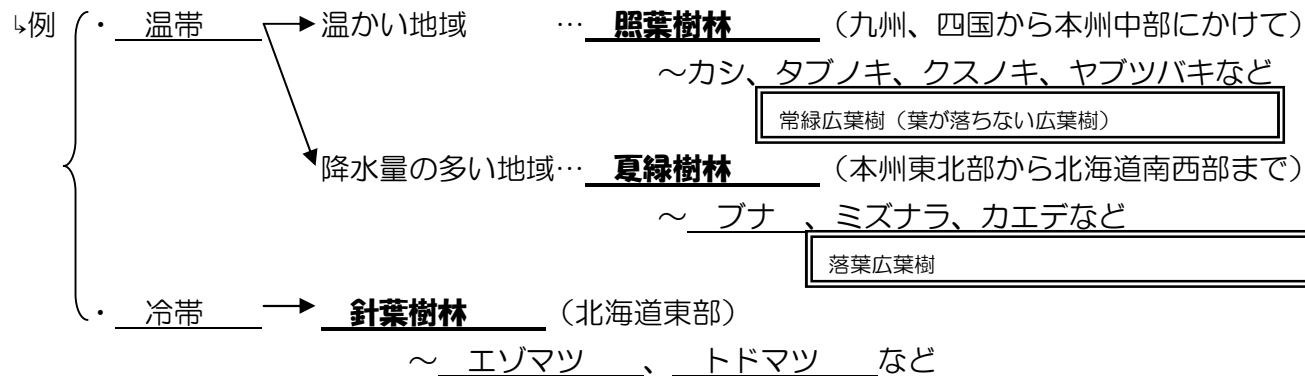 ↳例 ・ 温帯 → 温かい地域 … 照葉樹林 （九州、四国から本州中部にかけて）
～カシ、タブノキ、クスノキ、ヤブツバキなど
常緑広葉樹（葉が落ちない広葉樹）
降水量の多い地域… 夏緑樹林 （本州東北部から北海道南西部まで）
～ ブナ 、ミズナラ、カエデなど
落葉広葉樹
・ 冷帯 → 針葉樹林 （北海道東部）
～ エゾマツ 、 トドマツ など